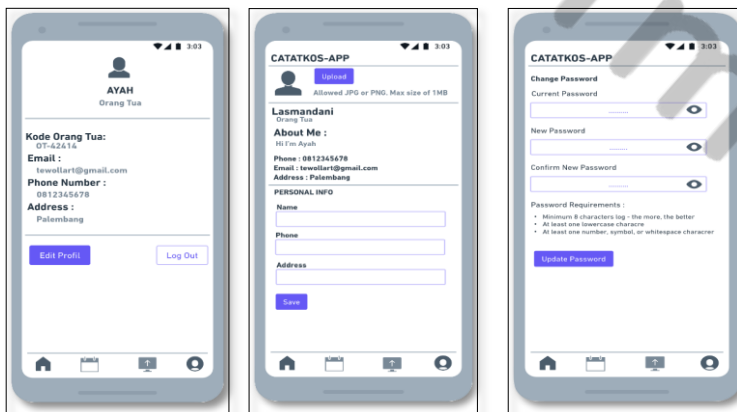 3:03
AYAH
Orang Tua
Kode Orang Tua:
OT-42414
Email :
tewollart@gmail.com
Phone Number :
0812345678
Address :
Palembang
Edit Profil
Log Out
3:03
CATATKOS-APP
Upload
Allowed JPG or PNG. Max size of 1MB
Lasmandani
Orang Tua
About Me :
Hi I'm Ayah
Phone : 0812345678
Email : tewollart@gmail.com
Address : Palembang
PERSONAL INFO
Name
Phone
Address
Save
3:03
CATATKOS-APP
Change Password
Current Password
..........
New Password
..........
Confirm New Password
..........
Password Requirements :
• Minimum 8 characters log - the more, the better
• At least one lowercase characre
• At least one number, symbol, or whitespace characrer
Update Password